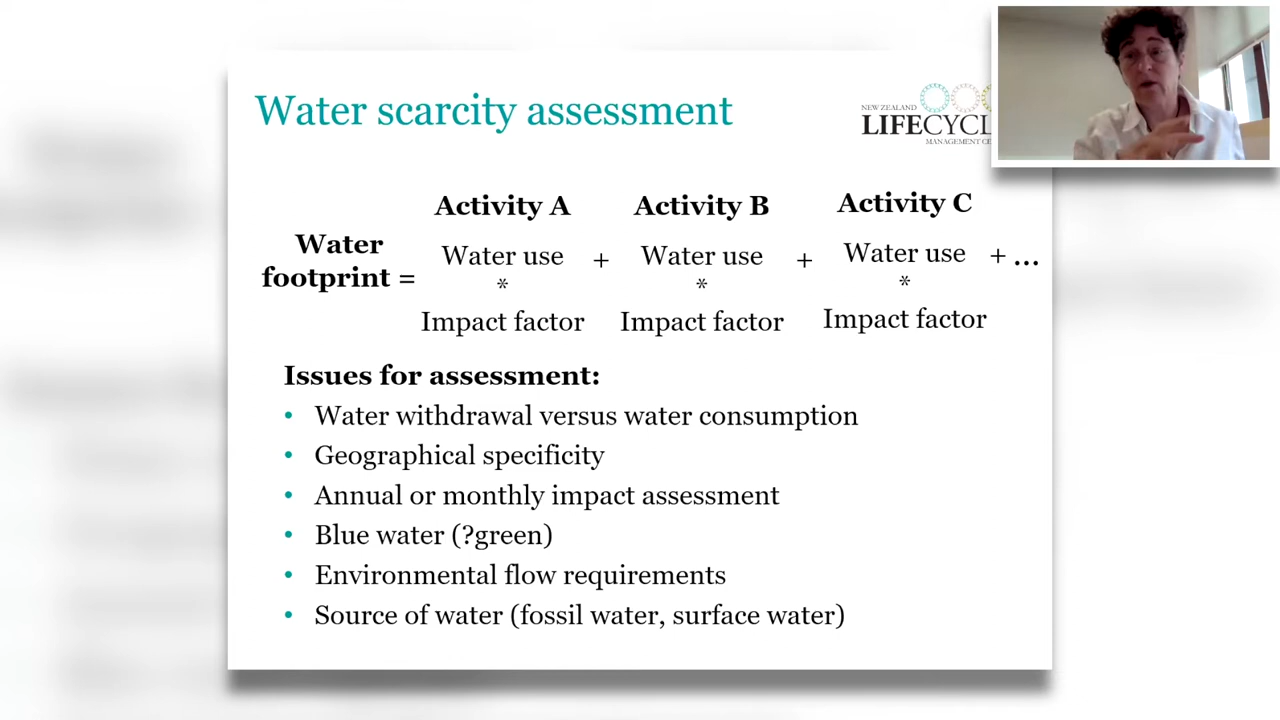 Water scarcity assessment
NEW ZEALAND
LIFECYCL
MANAGEMENT CE
Activity A Activity B Activity C
Water footprint =
Water use + Water use + Water use + ...
* * *
Impact factor Impact factor Impact factor
Issues for assessment:
• Water withdrawal versus water consumption
• Geographical specificity
• Annual or monthly impact assessment
• Blue water (?green)
• Environmental flow requirements
• Source of water (fossil water, surface water)